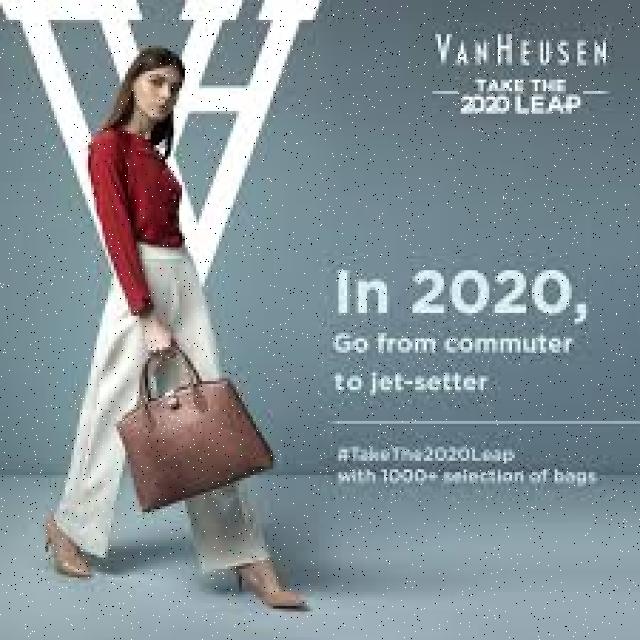 VANHEUSEN
TAKE THE
2020 LEAP
In 2020,
Go from commuter
to jet-setter
#TakeThe2020Leap
with 1000+ selection of bags